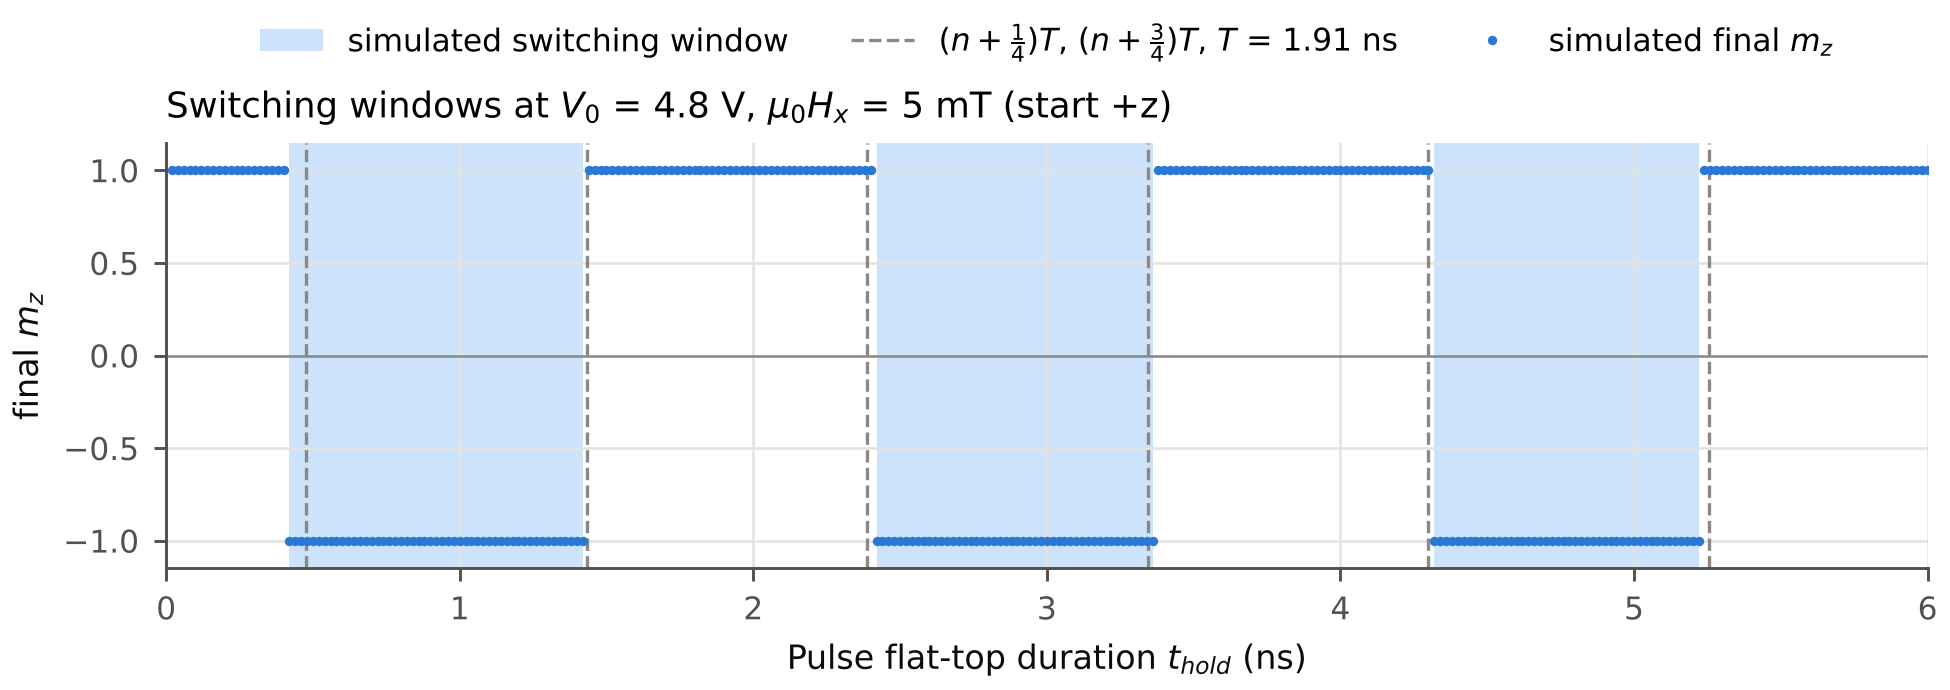 simulated switching window
(n + 1/4)T, (n + 3/4)T, T = 1.91 ns
simulated final m_z
Switching windows at V_0 = 4.8 V, μ_0H_x = 5 mT (start +z)
final m_z
1.0
0.5
0.0
−0.5
−1.0
0 1 2 3 4 5 6
Pulse flat-top duration t_hold (ns)